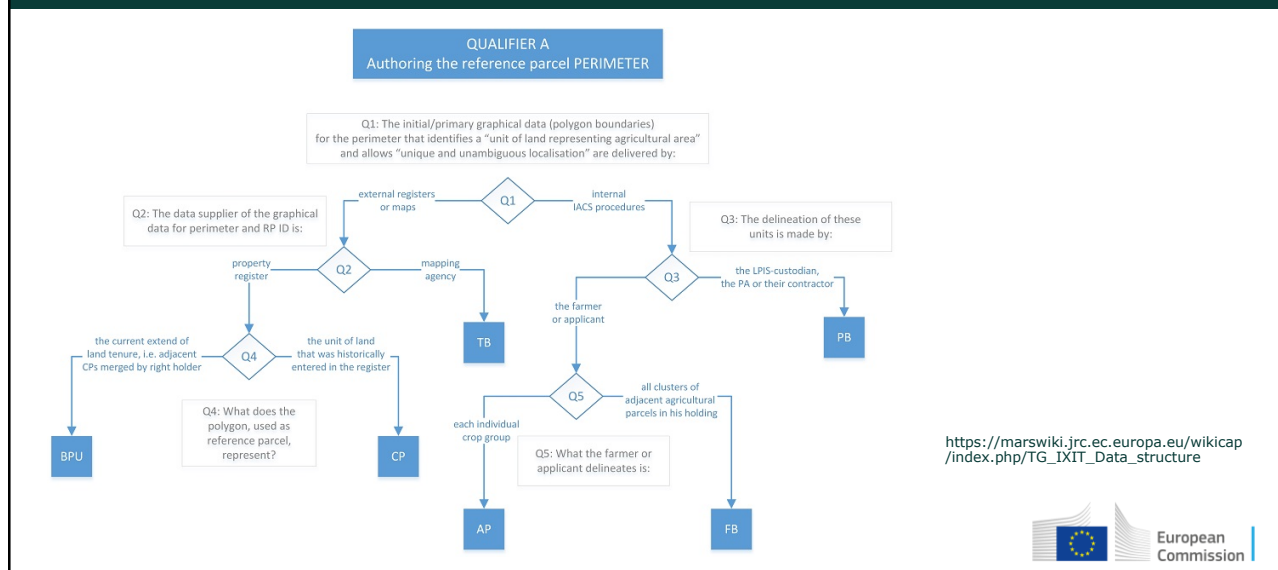 QUALIFIER A
Authoring the reference parcel PERIMETER
Q1: The initial/primary graphical data (polygon boundaries)
for the perimeter that identifies a “unit of land representing agricultural area”
and allows “unique and unambiguous localisation” are delivered by:
external registers
or maps
Q1
internal
IACS procedures
Q2: The data supplier of the graphical
data for perimeter and RP ID is:
Q3: The delineation of these
units is made by:
property
register
Q2
mapping
agency
Q3
the LPIS-custodian,
the PA or their contractor
the farmer
or applicant
TB
PB
the current extend of
land tenure, i.e. adjacent
CPs merged by right holder
Q4
the unit of land
that was historically
entered in the register
Q5
all clusters of
adjacent agricultural
parcels in his holding
each individual
crop group
Q4: What does the
polygon, used as
reference parcel,
represent?
BPU
CP
Q5: What the farmer or
applicant delineates is:
AP
FB
https://marswiki.jrc.ec.europa.eu/wikicap
/index.php/TG_IXIT_Data_structure
European
Commission